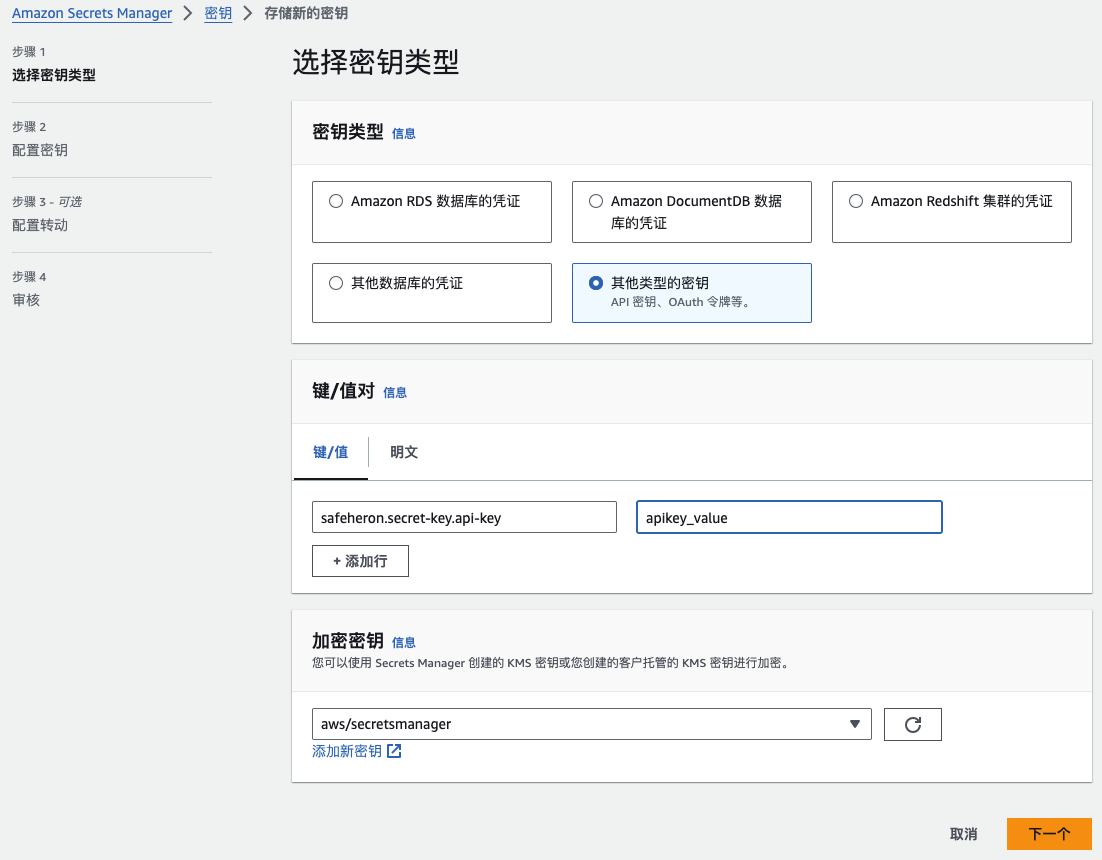 Amazon Secrets Manager > 密钥 > 存储新的密钥
步骤 1
选择密钥类型
步骤 2
配置密钥
步骤 3 - 可选
配置转动
步骤 4
审核
选择密钥类型
密钥类型 信息
Amazon RDS 数据库的凭证
Amazon DocumentDB 数据
库的凭证
Amazon Redshift 集群的凭证
其他数据库的凭证
其他类型的密钥
API 密钥、OAuth 令牌等。
键/值对 信息
键/值
明文
safeheron.secret-key.api-key
apikey_value
+ 添加行
加密密钥 信息
您可以使用 Secrets Manager 创建的 KMS 密钥或您创建的客户托管的 KMS 密钥进行加密。
aws/secretsmanager
添加新密钥
取消
下一个